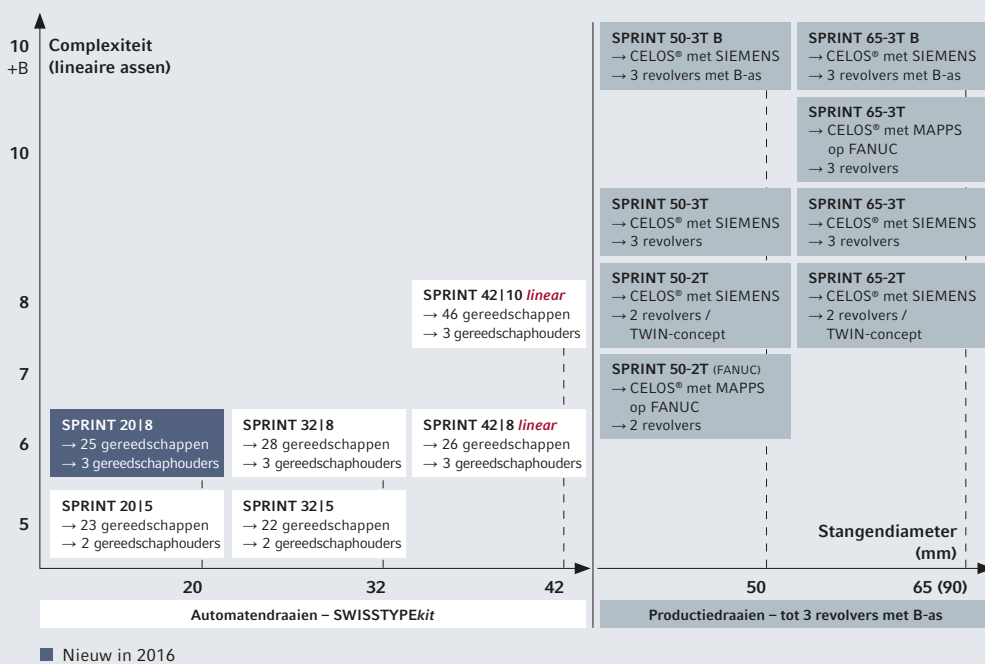 10
+B
Complexiteit
(lineaire assen)
10
8
7
6
5
SPRINT 50-3T B
→ CELOS® met SIEMENS
→ 3 revolvers met B-as
SPRINT 65-3T B
→ CELOS® met SIEMENS
→ 3 revolvers met B-as
SPRINT 65-3T
→ CELOS® met MAPPS
op FANUC
→ 3 revolvers
SPRINT 50-3T
→ CELOS® met SIEMENS
→ 3 revolvers
SPRINT 65-3T
→ CELOS® met SIEMENS
→ 3 revolvers
SPRINT 42|10 linear
→ 46 gereedschappen
→ 3 gereedschaphouders
SPRINT 50-2T
→ CELOS® met SIEMENS
→ 2 revolvers /
TWIN-concept
SPRINT 65-2T
→ CELOS® met SIEMENS
→ 2 revolvers /
TWIN-concept
SPRINT 50-2T (FANUC)
→ CELOS® met MAPPS
op FANUC
→ 2 revolvers
SPRINT 20|8
→ 25 gereedschappen
→ 3 gereedschaphouders
SPRINT 32|8
→ 28 gereedschappen
→ 3 gereedschaphouders
SPRINT 42|8 linear
→ 26 gereedschappen
→ 3 gereedschaphouders
SPRINT 20|5
→ 23 gereedschappen
→ 2 gereedschaphouders
SPRINT 32|5
→ 22 gereedschappen
→ 2 gereedschaphouders
Stangendiameter
(mm)
20
32
42
50
65 (90)
Automatendraaien – SWISSTYPEkit
Productiedraaien – tot 3 revolvers met B-as
Nieuw in 2016